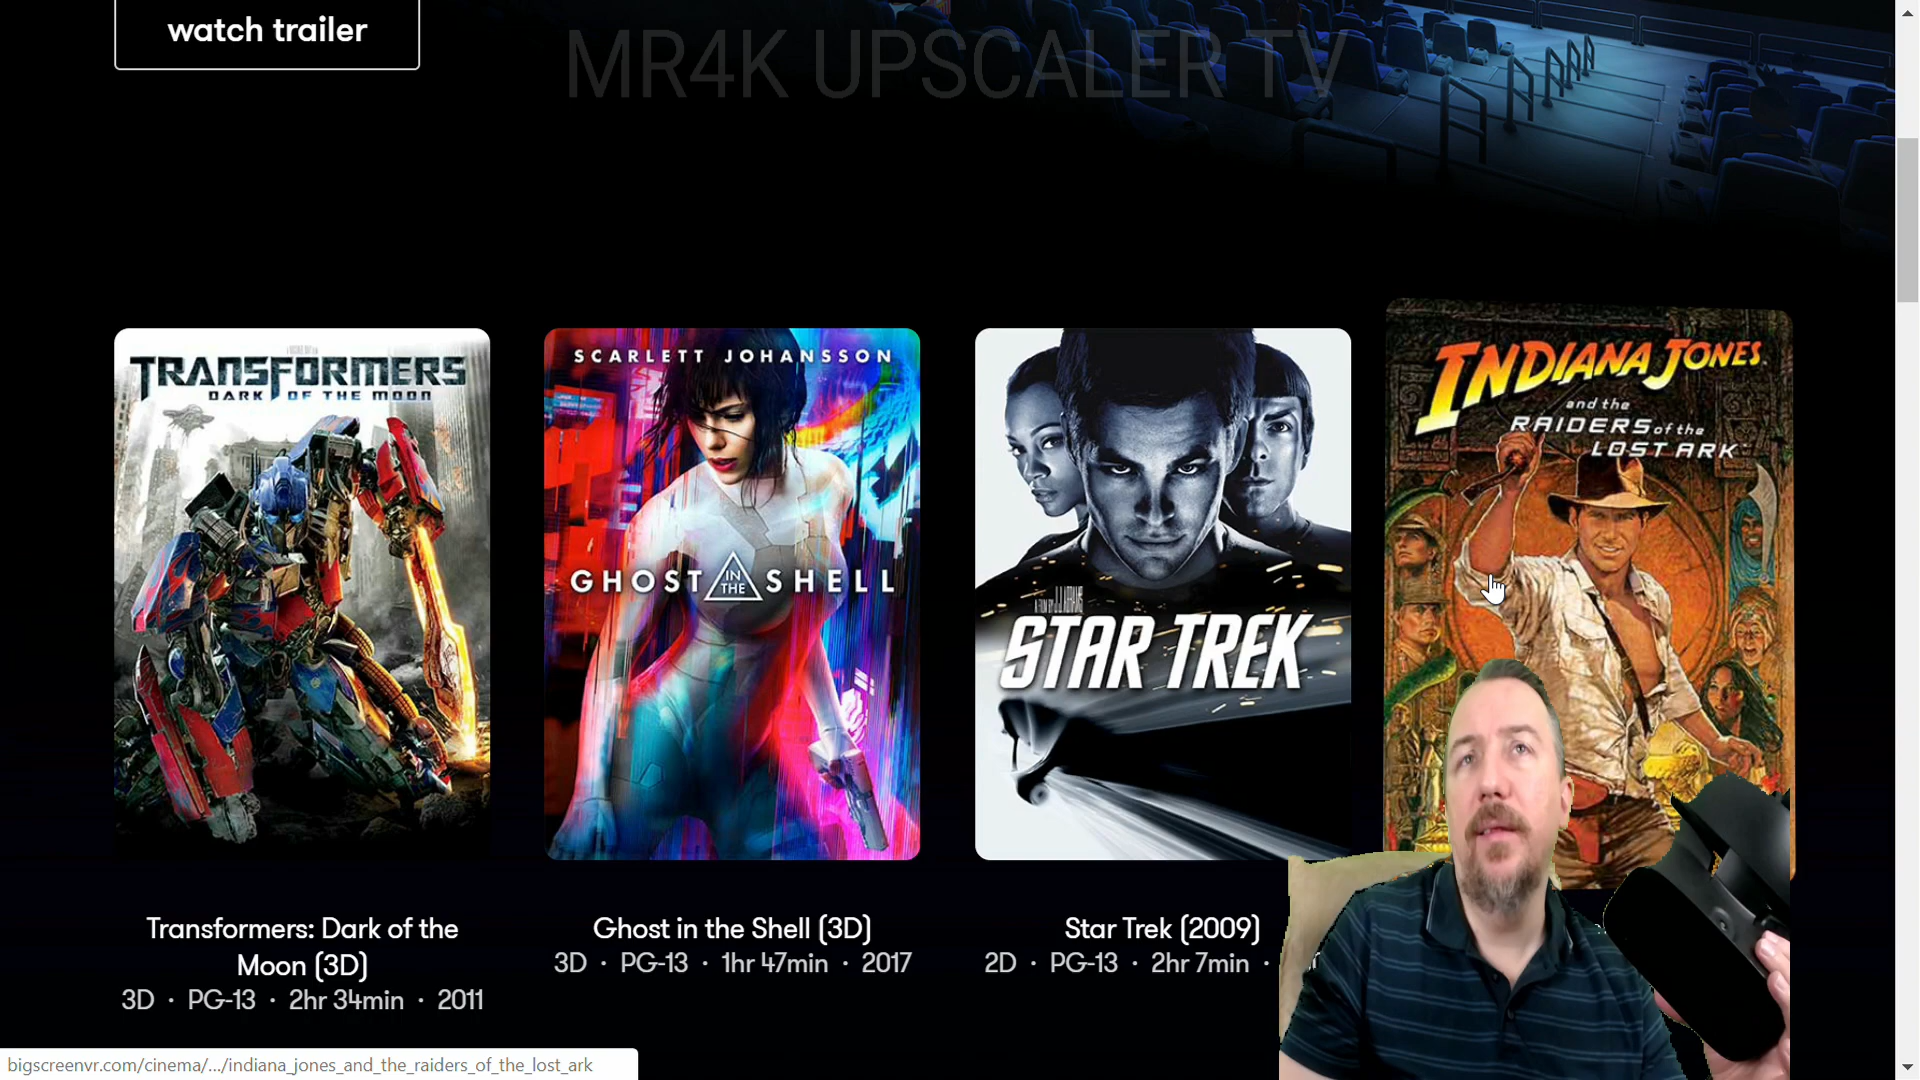 watch trailer
MR4K UPSCALER TV
TRANSFORMERS
DARK OF THE MOON
SCARLETT JOHANSSON
GHOST IN THE SHELL
STAR TREK
INDIANA JONES
and the
RAIDERS of the
LOST ARK
Transformers: Dark of the
Moon (3D)
3D · PG-13 · 2hr 34min · 2011
Ghost in the Shell (3D)
3D · PG-13 · 1hr 47min · 2017
Star Trek (2009)
2D · PG-13 · 2hr 7min ·
bigscreenvr.com/cinema/.../indiana_jones_and_the_raiders_of_the_lost_ark